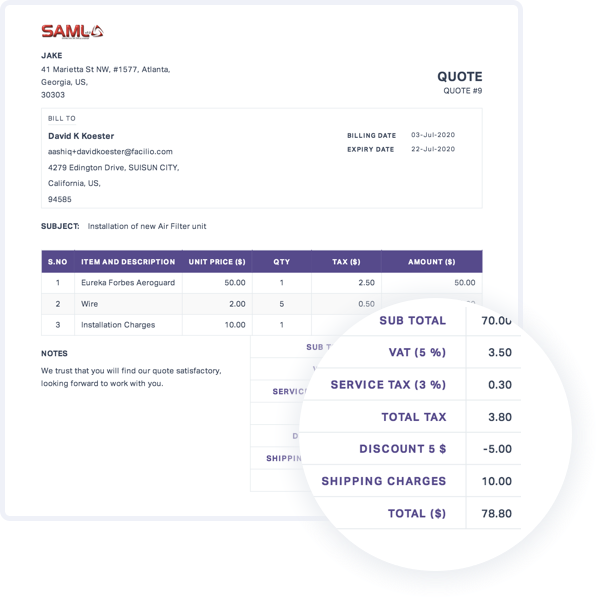 SAML
JAKE
41 Marietta St NW, #1577, Atlanta,
Georgia, US,
30303
QUOTE
QUOTE #9
BILL TO
David K Koester
aashiq+davidkoester@facilio.com
4279 Edington Drive, SUISUN CITY,
California, US,
94585
BILLING DATE 03-Jul-2020
EXPIRY DATE 22-Jul-2020
SUBJECT: Installation of new Air Filter unit
S.NO ITEM AND DESCRIPTION UNIT PRICE ($) QTY TAX ($) AMOUNT ($)
1 Eureka Forbes Aeroguard 50.00 1 2.50 50.00
2 Wire 2.00 5 0.50
3 Installation Charges 10.00 1
NOTES
We trust that you will find our quote satisfactory,
looking forward to work with you.
SUB TOTAL 70.00
VAT (5 %) 3.50
SERVICE TAX (3 %) 0.30
TOTAL TAX 3.80
DISCOUNT 5 $ -5.00
SHIPPING CHARGES 10.00
TOTAL ($) 78.80